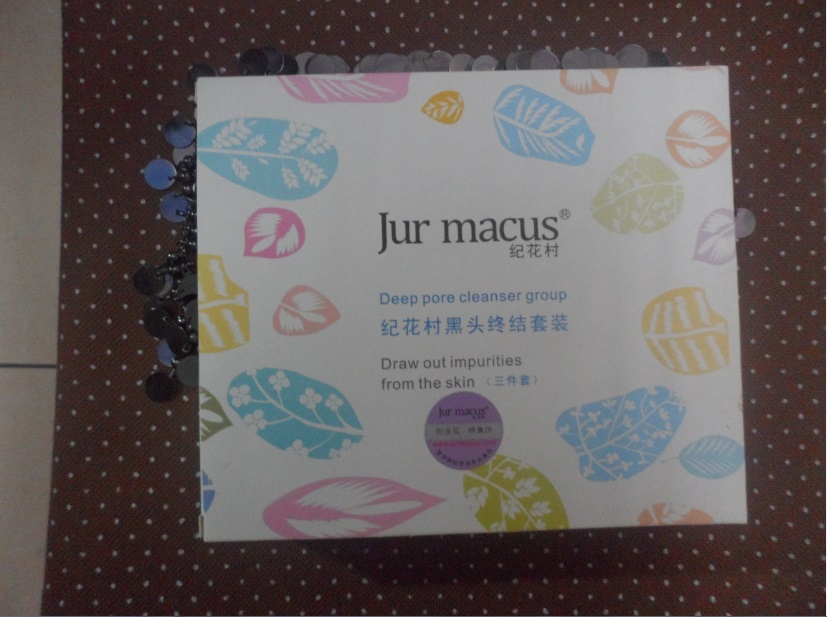 Jur macus®
纪花村
Deep pore cleanser group
纪花村黑头终结套装
Draw out impurities
from the skin （三件套）
Jur macus®